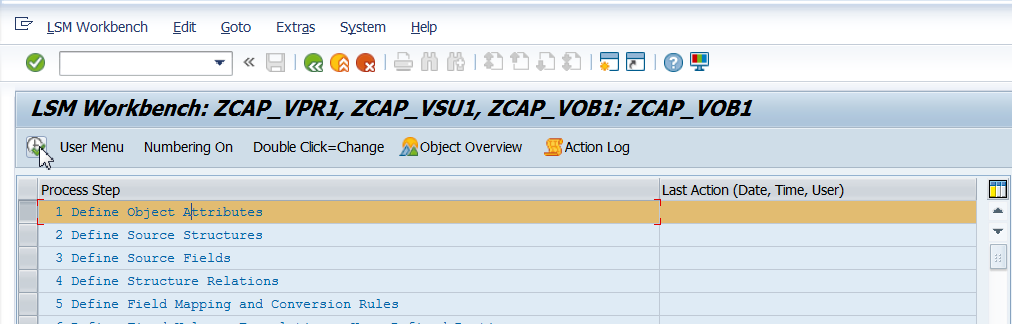 LSM Workbench Edit Goto Extras System Help
LSM Workbench: ZCAP_VPR1, ZCAP_VSU1, ZCAP_VOB1: ZCAP_VOB1
User Menu Numbering On Double Click=Change Object Overview Action Log
Process Step Last Action (Date, Time, User)
1 Define Object Attributes
2 Define Source Structures
3 Define Source Fields
4 Define Structure Relations
5 Define Field Mapping and Conversion Rules